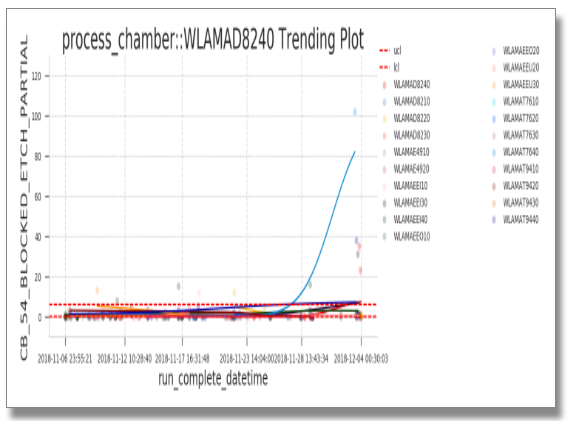 process_chamber::WLAMAD8240 Trending Plot
CB_54_BLOCKED_ETCH_PARTIAL
120
100
80
60
40
20
0
2018-11-06 23:55:21
2018-11-12 10:28:40
2018-11-17 16:31:48
2018-11-23 14:04:00
2018-11-28 13:43:34
2018-12-04 00:30:03
run_complete_datetime
ucl
lcl
WLAMAD8240
WLAMAD8210
WLAMAD8220
WLAMAD8230
WLAMAE4910
WLAMAE4920
WLAMAEEI10
WLAMAEEI30
WLAMAEEI40
WLAMAEEO10
WLAMAEEO20
WLAMAEEU20
WLAMAEEU30
WLAMAT7610
WLAMAT7620
WLAMAT7630
WLAMAT7640
WLAMAT9410
WLAMAT9420
WLAMAT9430
WLAMAT9440